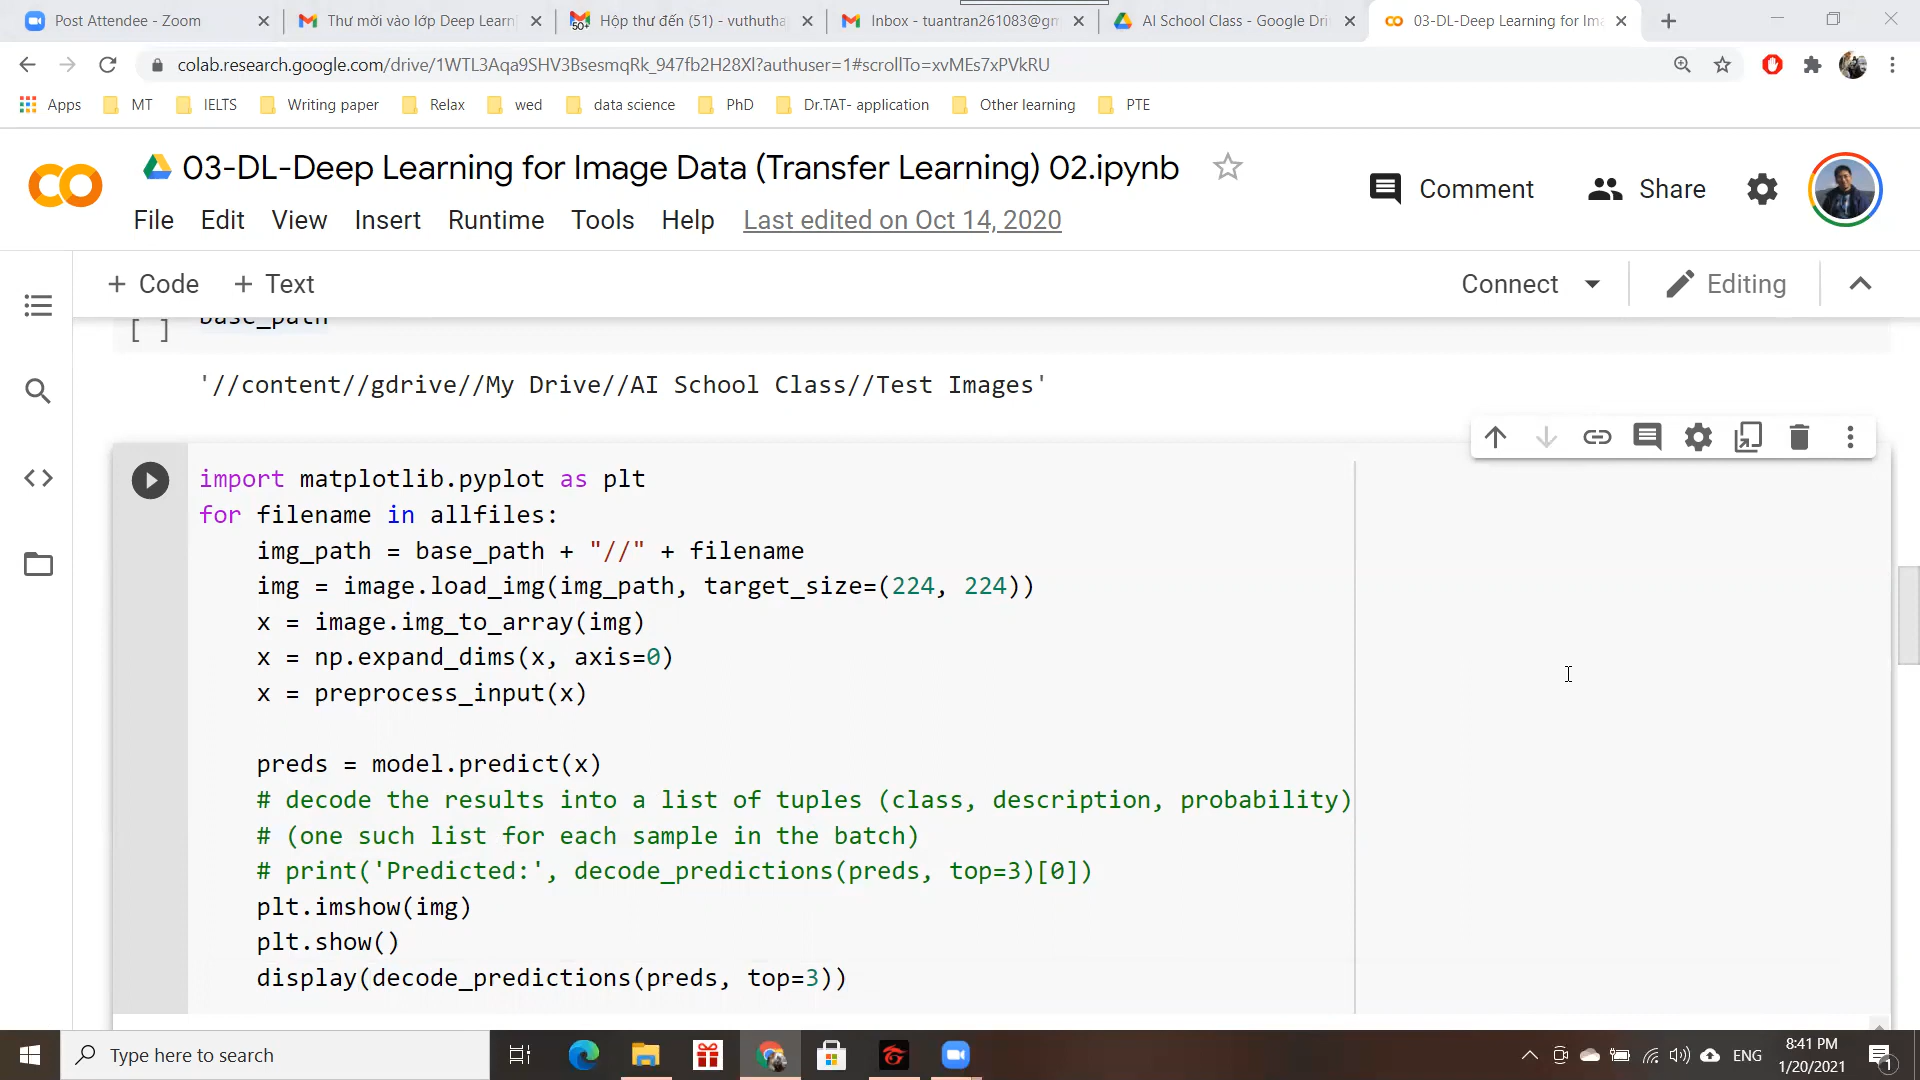 Post Attendee - Zoom
Thư mời vào lớp Deep Learn
50+
Hộp thư đến (51) - vuthutha
Inbox - tuantran261083@gm
AI School Class - Google Dri
03-DL-Deep Learning for Ima
colab.research.google.com/drive/1WTL3Aqa9SHV3BsesmqRk_947fb2H28Xl?authuser=1#scrollTo=xvMEs7xPVkRU
Apps
MT
IELTS
Writing paper
Relax
wed
data science
PhD
Dr.TAT- application
Other learning
PTE
03-DL-Deep Learning for Image Data (Transfer Learning) 02.ipynb
Comment
Share
File Edit View Insert Runtime Tools Help Last edited on Oct 14, 2020
+ Code + Text
Connect
Editing
[ ] base_path
'//content//gdrive//My Drive//AI School Class//Test Images'
import matplotlib.pyplot as plt
for filename in allfiles:
    img_path = base_path + "//" + filename
    img = image.load_img(img_path, target_size=(224, 224))
    x = image.img_to_array(img)
    x = np.expand_dims(x, axis=0)
    x = preprocess_input(x)
    preds = model.predict(x)
    # decode the results into a list of tuples (class, description, probability)
    # (one such list for each sample in the batch)
    # print('Predicted:', decode_predictions(preds, top=3)[0])
    plt.imshow(img)
    plt.show()
    display(decode_predictions(preds, top=3))
Type here to search
ENG
8:41 PM
1/20/2021
1